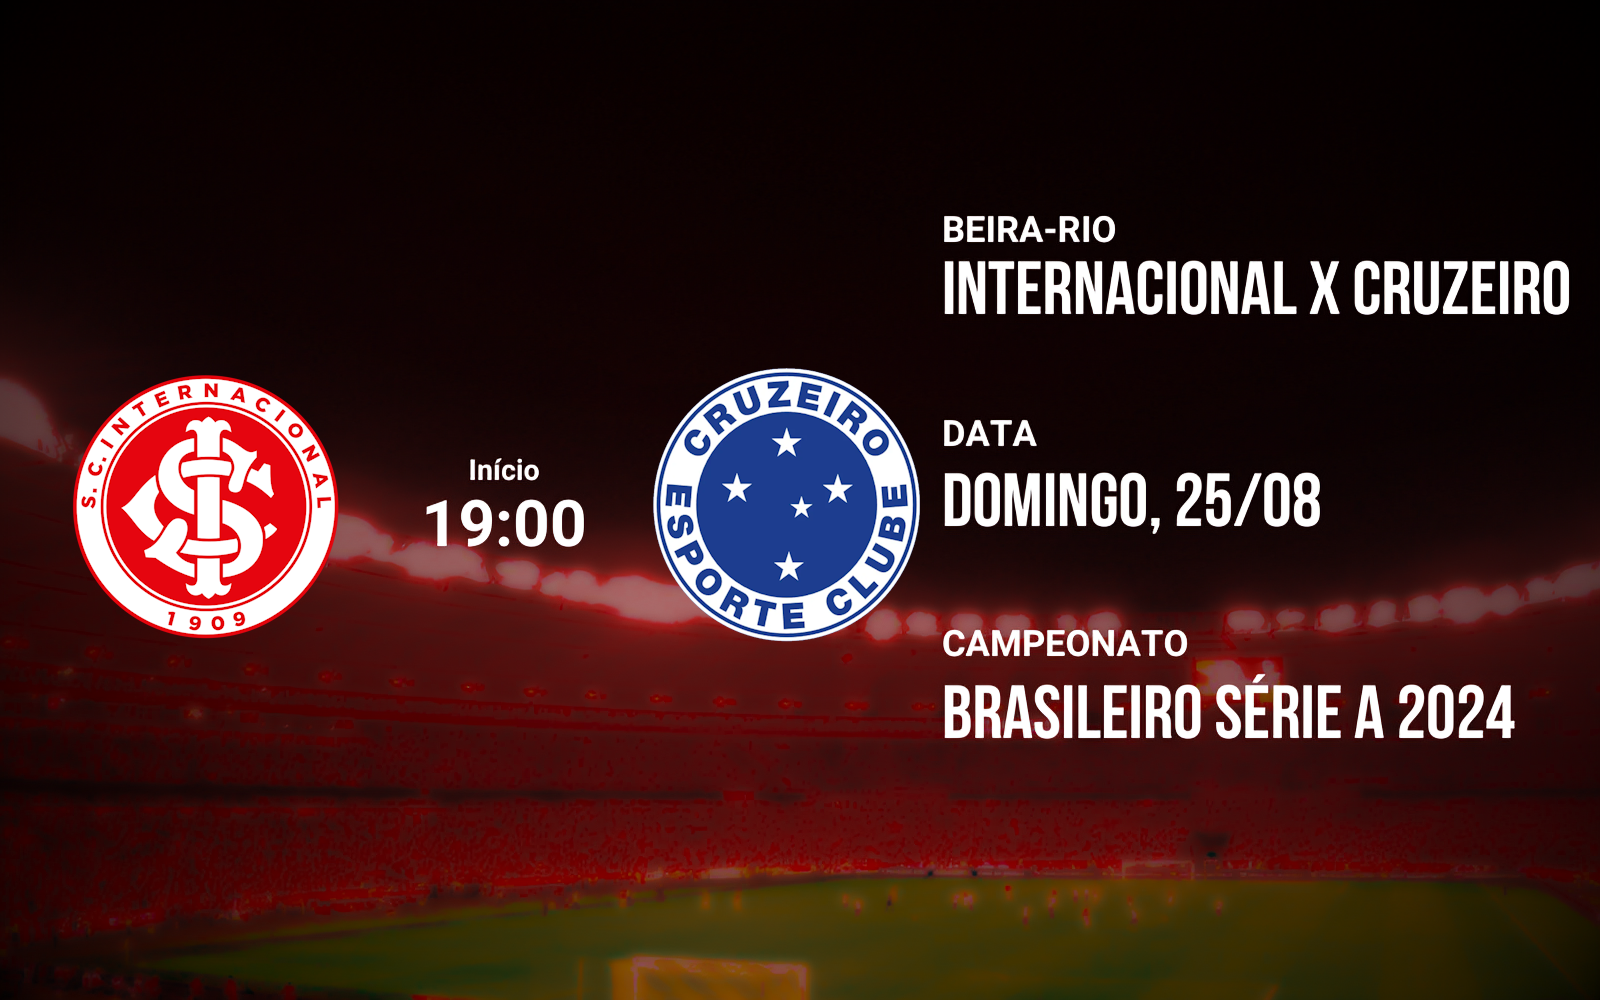 S. C. INTERNACIONAL
1909
Início
19:00
CRUZEIRO
ESPORTE CLUBE
BEIRA-RIO
INTERNACIONAL X CRUZEIRO
DATA
DOMINGO, 25/08
CAMPEONATO
BRASILEIRO SÉRIE A 2024